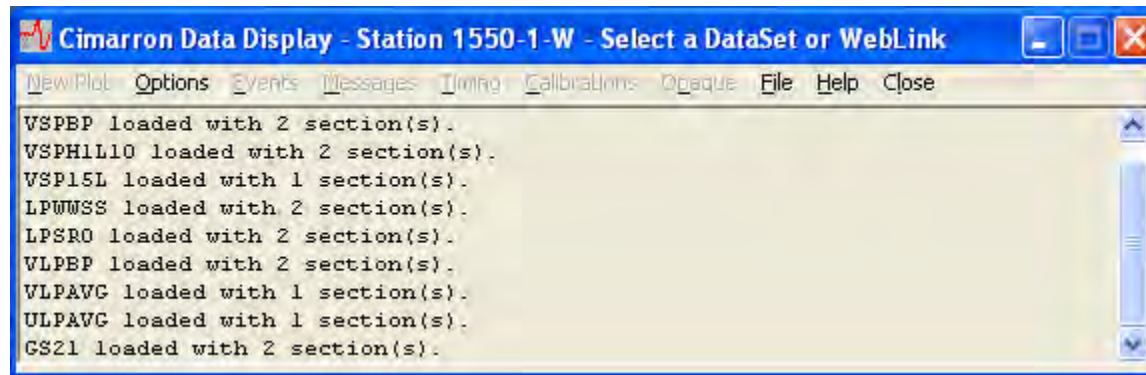 Cimarron Data Display - Station 1550-1-W - Select a DataSet or WebLink
New Plot Options Events Messages Timing Calibrations Opaque File Help Close
VSPBP loaded with 2 section(s).
VSPH1L10 loaded with 2 section(s).
VSP15L loaded with 1 section(s).
LPWWSS loaded with 2 section(s).
LPSRO loaded with 2 section(s).
VLPBP loaded with 2 section(s).
VLPAVG loaded with 1 section(s).
ULPAVG loaded with 1 section(s).
GS21 loaded with 2 section(s).